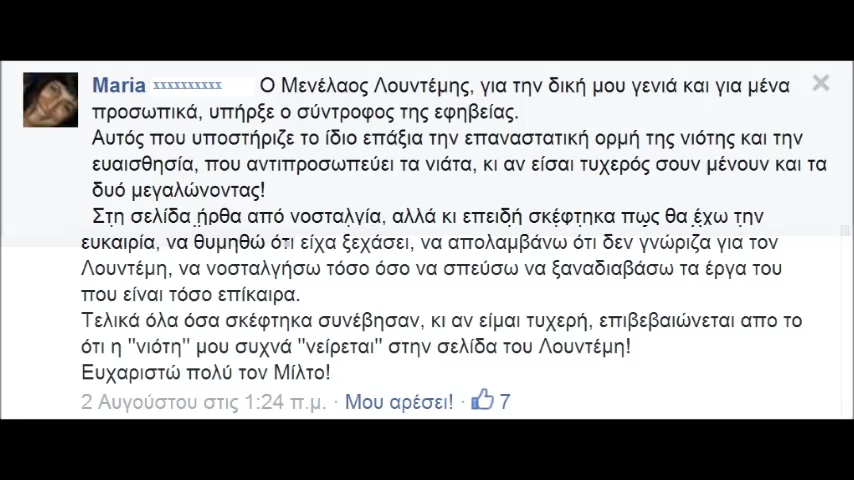 Maria xxxxxxxxxx Ο Μενέλαος Λουντέμης, για την δική μου γενιά και για μένα
προσωπικά, υπήρξε ο σύντροφος της εφηβείας.
Αυτός που υποστήριζε το ίδιο επάξια την επαναστατική ορμή της νιότης και την
ευαισθησία, που αντιπροσωπεύει τα νιάτα, κι αν είσαι τυχερός σουν μένουν και τα
δυό μεγαλώνοντας!
Στη σελίδα ήρθα από νοσταλγία, αλλά κι επειδή σκέφτηκα πως θα έχω την
ευκαιρία, να θυμηθώ ότι είχα ξεχάσει, να απολαμβάνω ότι δεν γνώριζα για τον
Λουντέμη, να νοσταλγήσω τόσο όσο να σπεύσω να ξαναδιαβάσω τα έργα του
που είναι τόσο επίκαιρα.
Τελικά όλα όσα σκέφτηκα συνέβησαν, κι αν είμαι τυχερή, επιβεβαιώνεται απο το
ότι η "νιότη" μου συχνά "νείρεται" στην σελίδα του Λουντέμη!
Ευχαριστώ πολύ τον Μίλτο!
2 Αυγούστου στις 1:24 π.μ. · Μου αρέσει! · 7